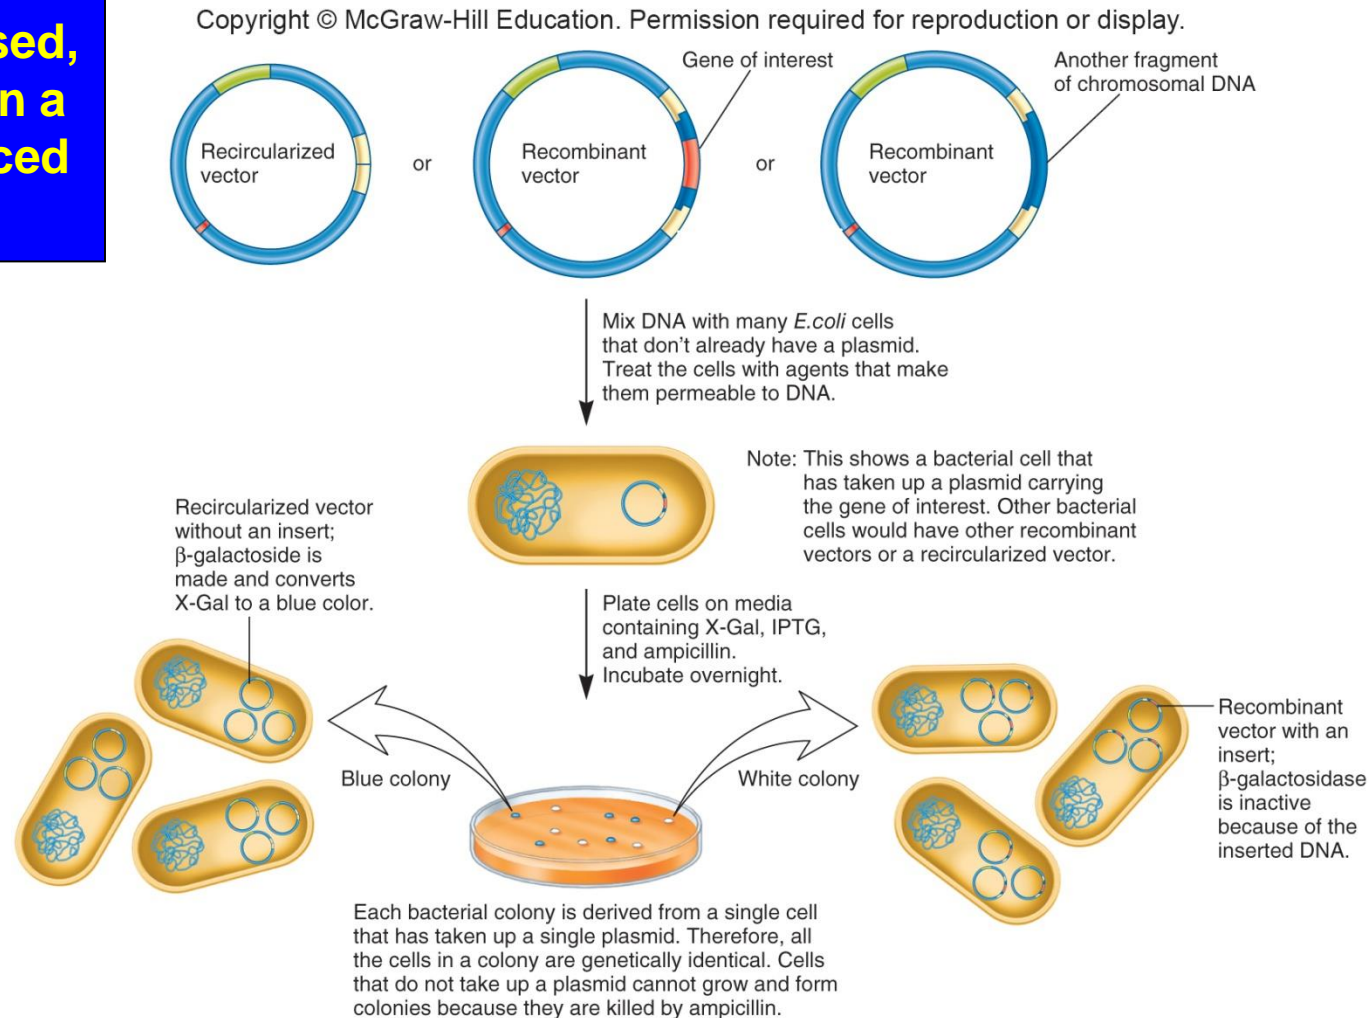 sed,
n a
ced
Copyright © McGraw-Hill Education. Permission required for reproduction or display.
Recircularized
vector
or
Recombinant
vector
Gene of interest
or
Recombinant
vector
Another fragment
of chromosomal DNA
Mix DNA with many E.coli cells
that don't already have a plasmid.
Treat the cells with agents that make
them permeable to DNA.
Note: This shows a bacterial cell that
has taken up a plasmid carrying
the gene of interest. Other bacterial
cells would have other recombinant
vectors or a recircularized vector.
Recircularized vector
without an insert;
β-galactoside is
made and converts
X-Gal to a blue color.
Plate cells on media
containing X-Gal, IPTG,
and ampicillin.
Incubate overnight.
Blue colony
White colony
Recombinant
vector with an
insert;
β-galactosidase
is inactive
because of the
inserted DNA.
Each bacterial colony is derived from a single cell
that has taken up a single plasmid. Therefore, all
the cells in a colony are genetically identical. Cells
that do not take up a plasmid cannot grow and form
colonies because they are killed by ampicillin.